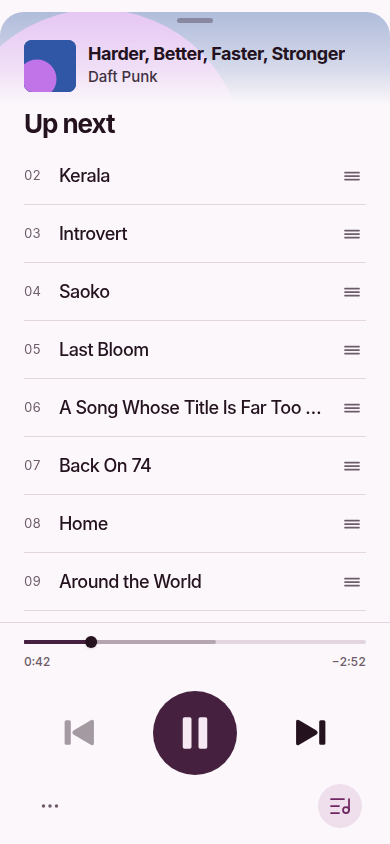 Harder, Better, Faster, Stronger
Daft Punk
Up next
02 Kerala
03 Introvert
04 Saoko
05 Last Bloom
06 A Song Whose Title Is Far Too ...
07 Back On 74
08 Home
09 Around the World
0:42 −2:52